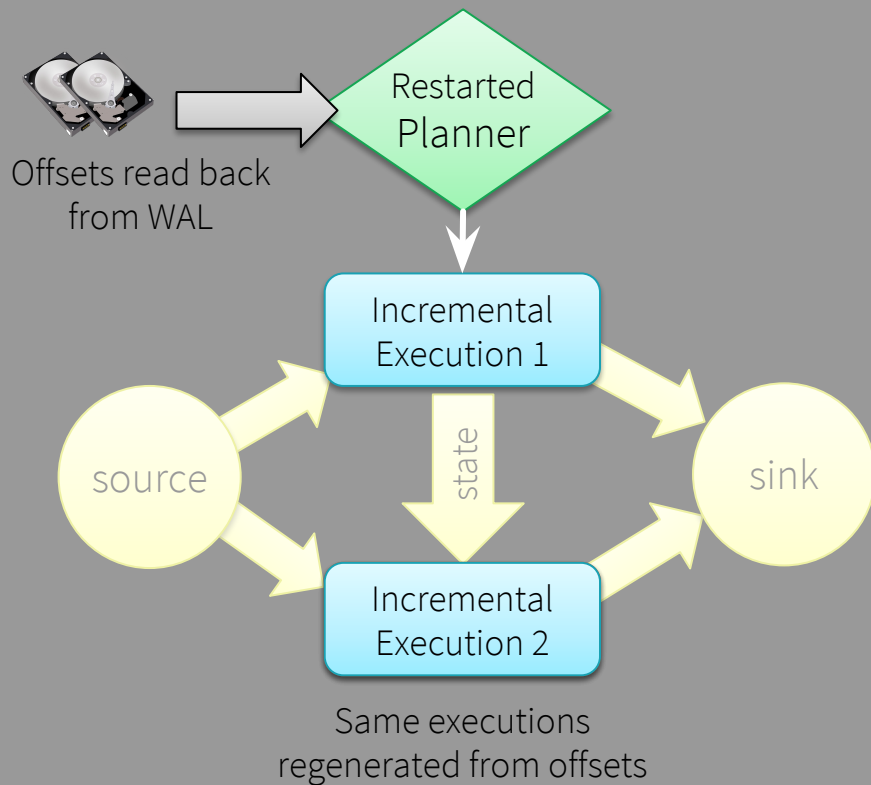 Restarted
Planner
Offsets read back
from WAL
Incremental
Execution 1
source
state
sink
Incremental
Execution 2
Same executions
regenerated from offsets